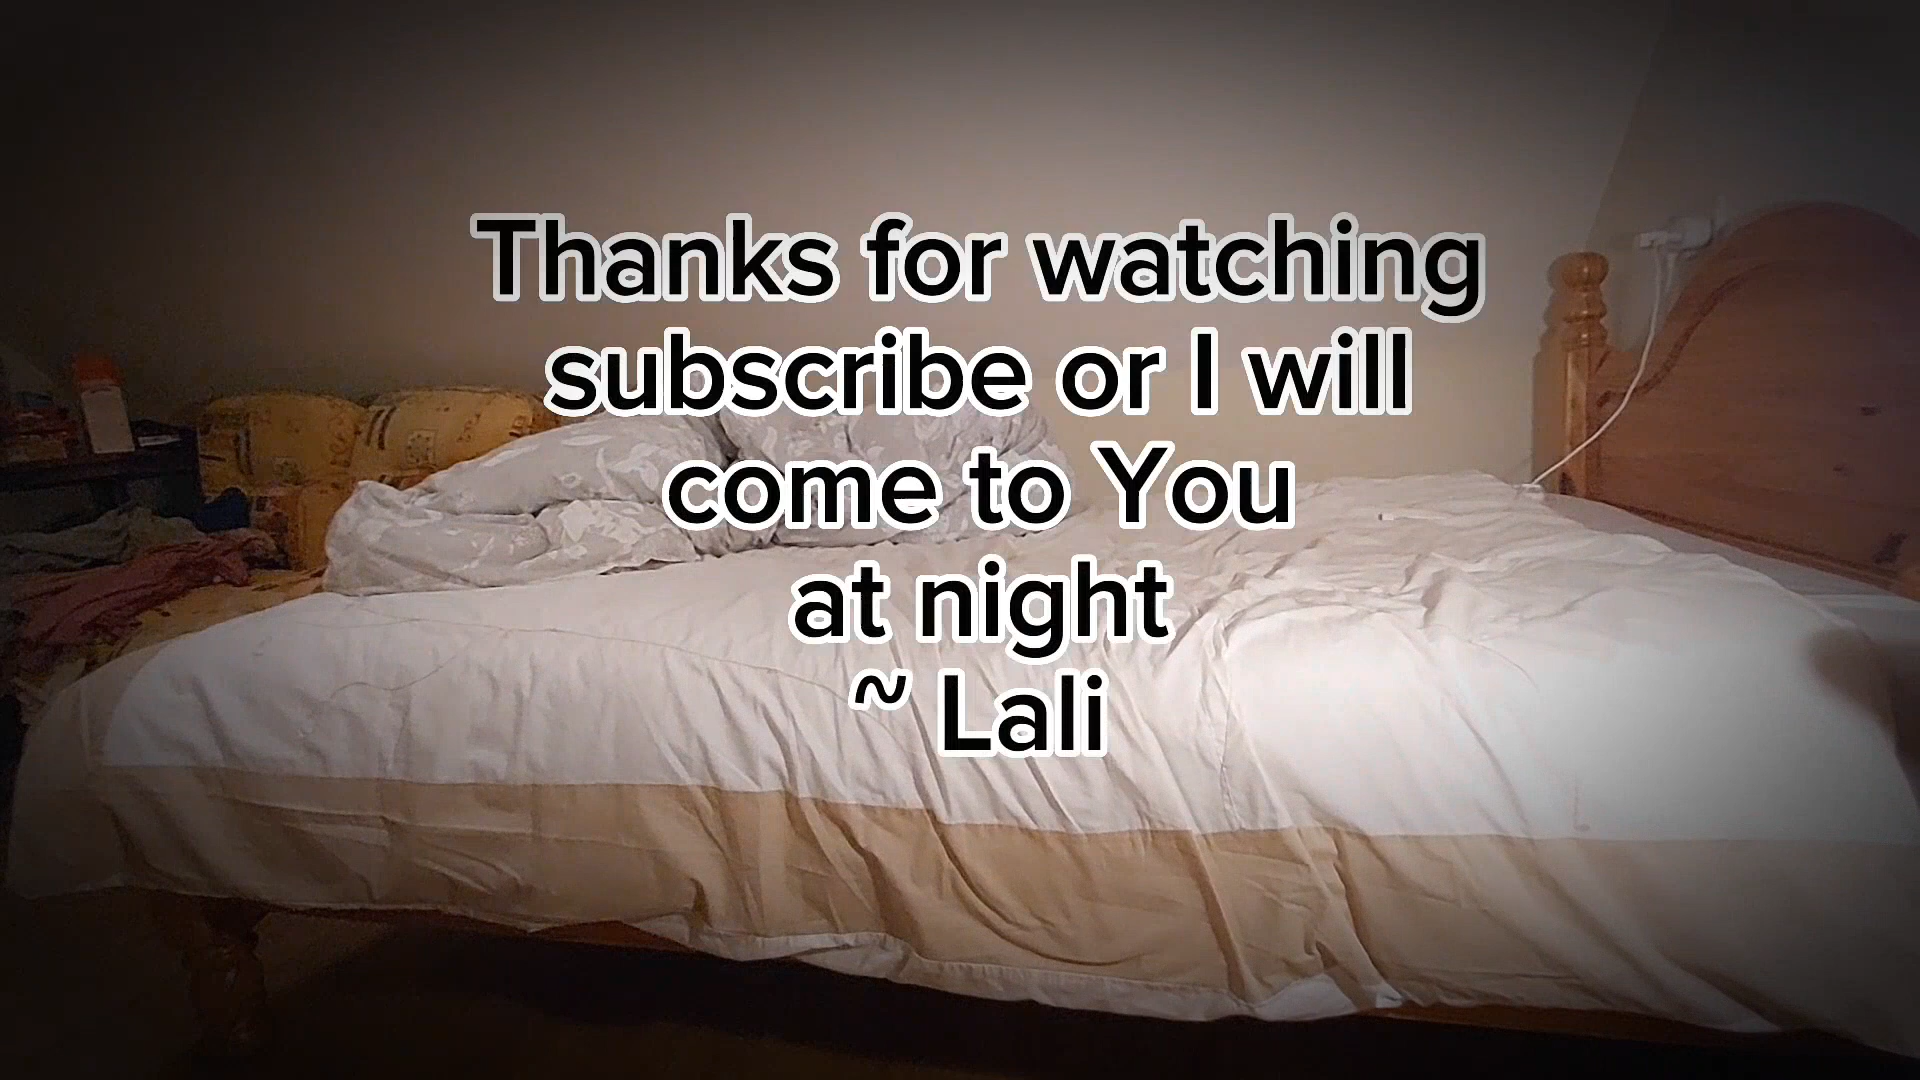 Thanks for watching
subscribe or I will
come to You
at night
~ Lali